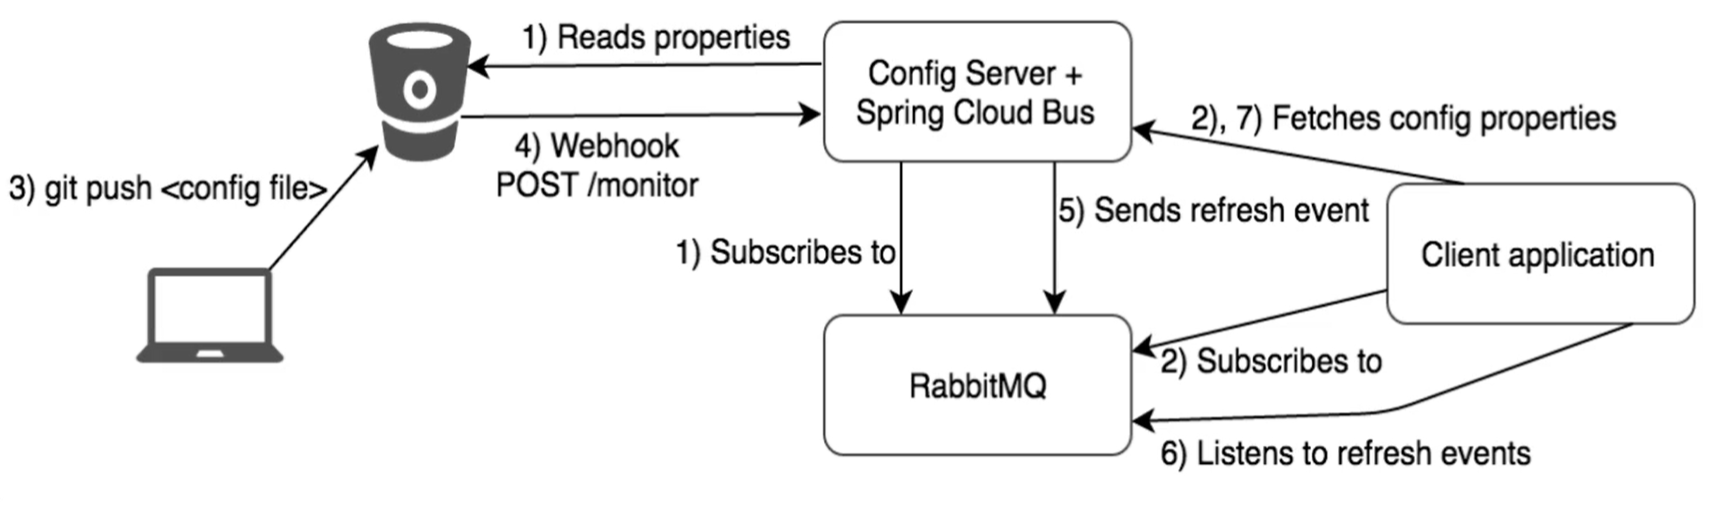 1) Reads properties
Config Server +
Spring Cloud Bus
2), 7) Fetches config properties
4) Webhook
POST /monitor
3) git push <config file>
5) Sends refresh event
1) Subscribes to
Client application
2) Subscribes to
RabbitMQ
6) Listens to refresh events